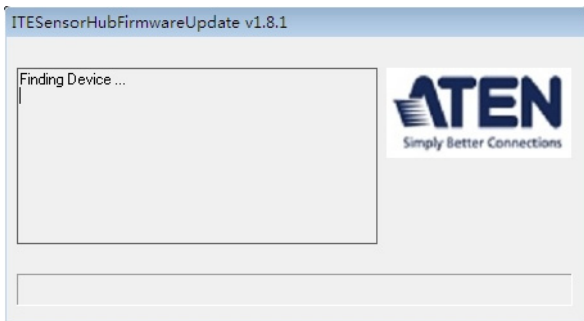 ITESensorHubFirmwareUpdate v1.8.1
Finding Device ...
ATEN
Simply Better Connections